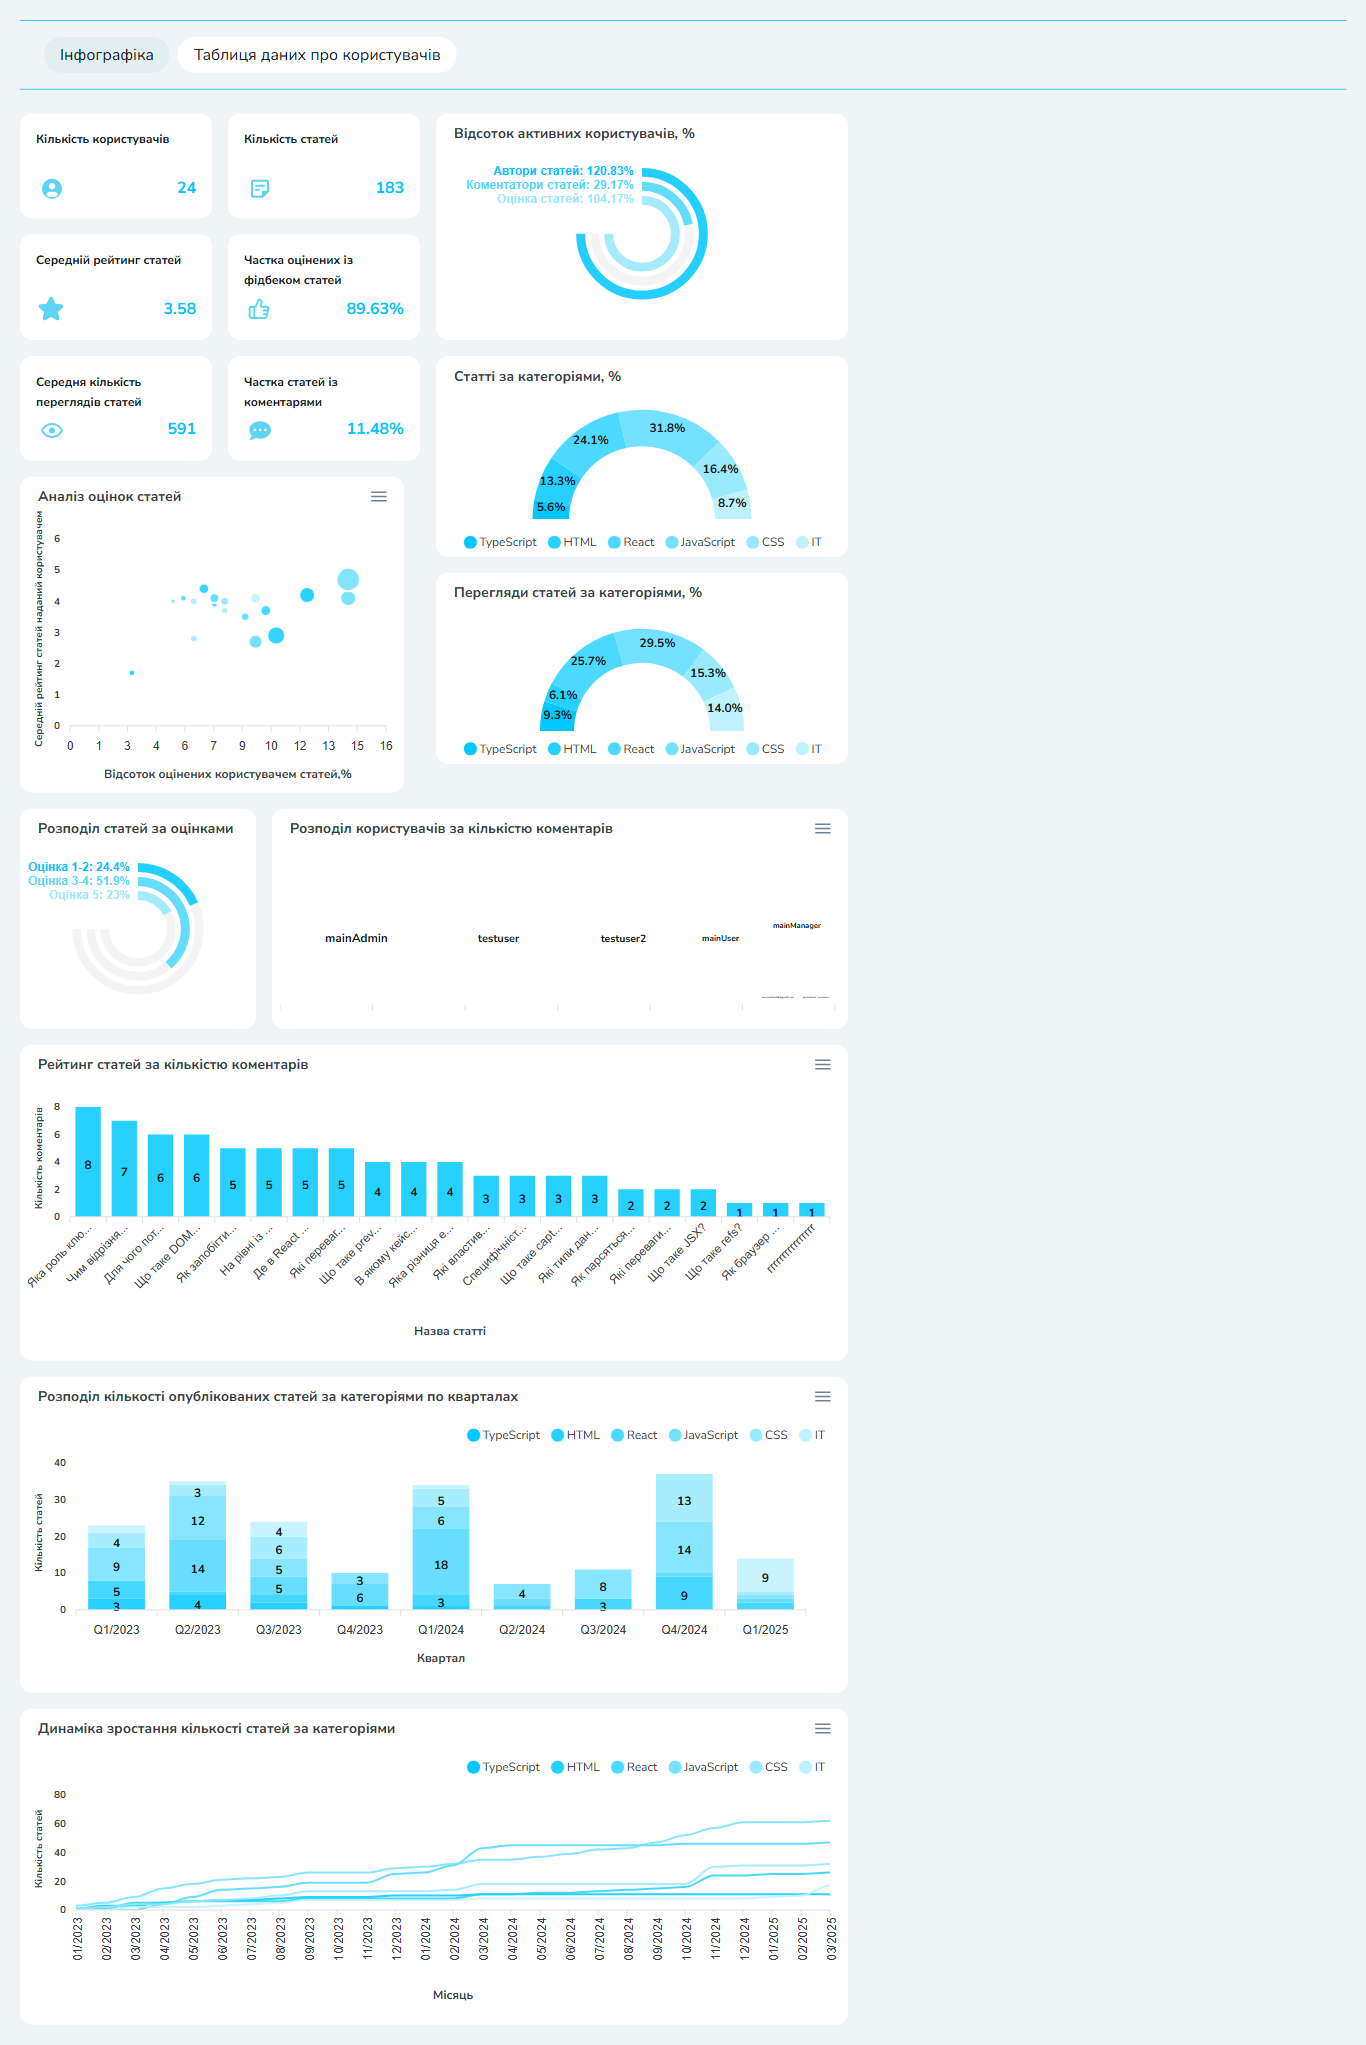 Інфографіка
Таблиця даних про користувачів
Кількість користувачів
24
Кількість статей
183
Середній рейтинг статей
3.58
Частка оцінених із
фідбеком статей
89.63%
Середня кількість
переглядів статей
591
Частка статей із
коментарями
11.48%
Відсоток активних користувачів, %
Автори статей: 120.83%
Коментатори статей: 29.17%
Оцінка статей: 104.17%
Статті за категоріями, %
5.6%
13.3%
24.1%
31.8%
16.4%
8.7%
TypeScript HTML React JavaScript CSS IT
Перегляди статей за категоріями, %
9.3%
6.1%
25.7%
29.5%
15.3%
14.0%
TypeScript HTML React JavaScript CSS IT
Аналіз оцінок статей
Середній рейтинг статей наданий користувачем
6
5
4
3
2
1
0
0 1 3 4 6 7 9 10 12 13 15 16
Відсоток оцінених користувачем статей,%
Розподіл статей за оцінками
Оцінка 1-2: 24.4%
Оцінка 3-4: 51.9%
Оцінка 5: 23%
Розподіл користувачів за кількістю коментарів
mainAdmin testuser testuser2 mainUser mainManager
Рейтинг статей за кількістю коментарів
Кількість коментарів
8
6
4
2
0
8 7 6 6 5 5 5 5 4 4 4 3 3 3 3 2 2 2 1 1 1
Яка роль клю...
Чим відрізня...
Для чого пот...
Що таке DOM...
Як запобігти...
На рівні із ...
Де в React ...
Які переваг...
Що таке prev...
В якому кейс...
Яка різниця е...
Які властив...
Специфічніст...
Що таке capt...
Які типи дан...
Як парсяться...
Які переваги...
Що таке JSX?
Що таке refs?
Як браузер ...
rrrrrrrrrrrrrrr
Назва статті
Розподіл кількості опублікованих статей за категоріями по кварталах
TypeScript HTML React JavaScript CSS IT
Кількість статей
40
30
20
10
0
4
9
5
3
3
12
14
4
4
6
5
5
3
6
5
6
18
3
4
8
3
13
14
9
9
Q1/2023 Q2/2023 Q3/2023 Q4/2023 Q1/2024 Q2/2024 Q3/2024 Q4/2024 Q1/2025
Квартал
Динаміка зростання кількості статей за категоріями
TypeScript HTML React JavaScript CSS IT
Кількість статей
80
60
40
20
0
01/2023 02/2023 03/2023 04/2023 05/2023 06/2023 07/2023 08/2023 09/2023 10/2023 11/2023 12/2023 01/2024 02/2024 03/2024 04/2024 05/2024 06/2024 07/2024 08/2024 09/2024 10/2024 11/2024 12/2024 01/2025 02/2025 03/2025
Місяць